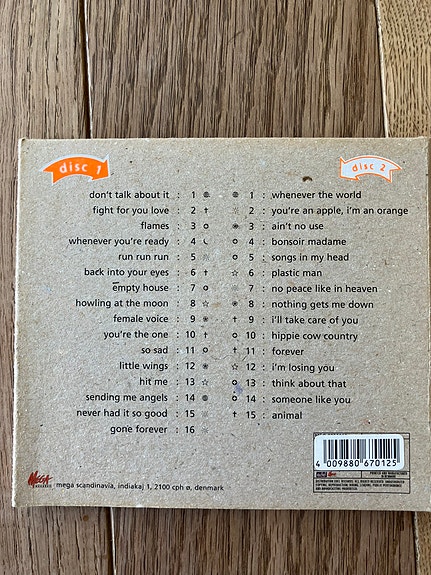 disc 1
don't talk about it : 1
fight for you love : 2
flames : 3
whenever you're ready : 4
run run run : 5
back into your eyes : 6
empty house : 7
howling at the moon : 8
female voice : 9
you're the one : 10
so sad : 11
little wings : 12
hit me : 13
sending me angels : 14
never had it so good : 15
gone forever : 16
disc 2
1 : whenever the world
2 : you're an apple, i'm an orange
3 : ain't no use
4 : bonsoir madame
5 : songs in my head
6 : plastic man
7 : no peace like in heaven
8 : nothing gets me down
9 : i'll take care of you
10 : hippie cow country
11 : forever
12 : i'm losing you
13 : think about that
14 : someone like you
15 : animal
4 009880 670125
MEGA
RECORDS
mega scandinavia, indiakaj 1, 2100 cph ø, denmark